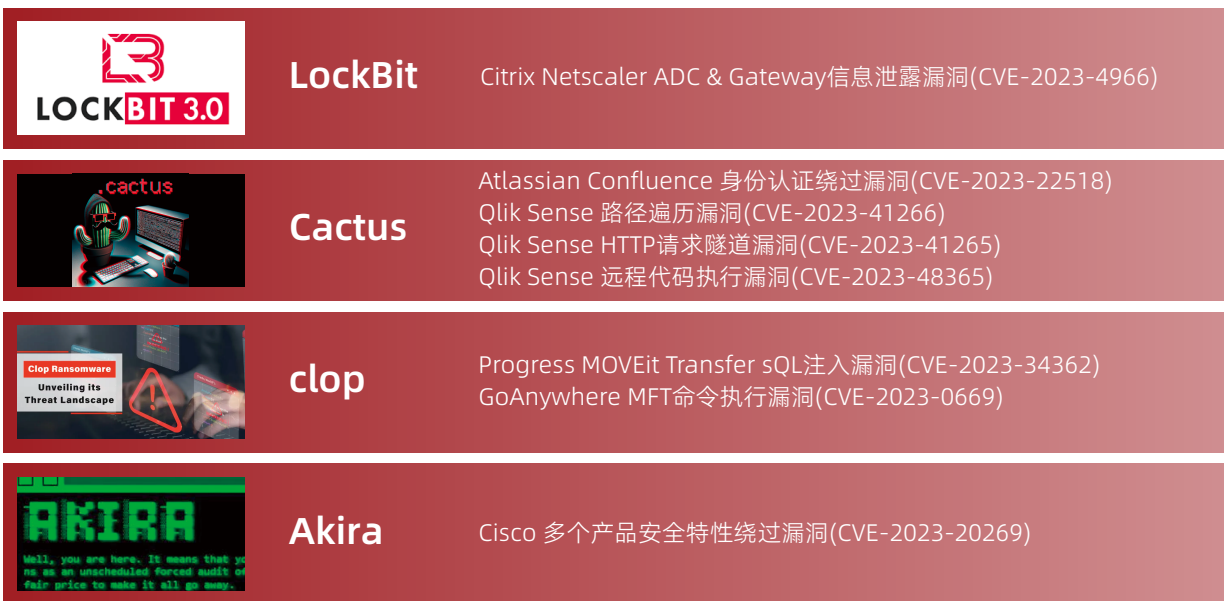 LOCKBIT 3.0
LockBit
Citrix Netscaler ADC & Gateway信息泄露漏洞(CVE-2023-4966)
.cactus
Cactus
Atlassian Confluence 身份认证绕过漏洞(CVE-2023-22518)
Qlik Sense 路径遍历漏洞(CVE-2023-41266)
Qlik Sense HTTP请求隧道漏洞(CVE-2023-41265)
Qlik Sense 远程代码执行漏洞(CVE-2023-48365)
Clop Ransomware
Unveiling its
Threat Landscape
clop
Progress MOVEit Transfer sQL注入漏洞(CVE-2023-34362)
GoAnywhere MFT命令执行漏洞(CVE-2023-0669)
AKIRA
Well, you are here. It means that yo
ns as an unscheduled forced audit of
fair price to make it all go away.
Akira
Cisco 多个产品安全特性绕过漏洞(CVE-2023-20269)